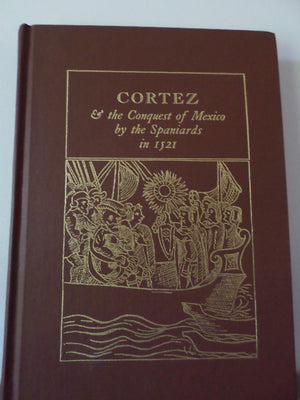 CORTEZ
& the Conquest of Mexico
by the Spaniards
in 1521